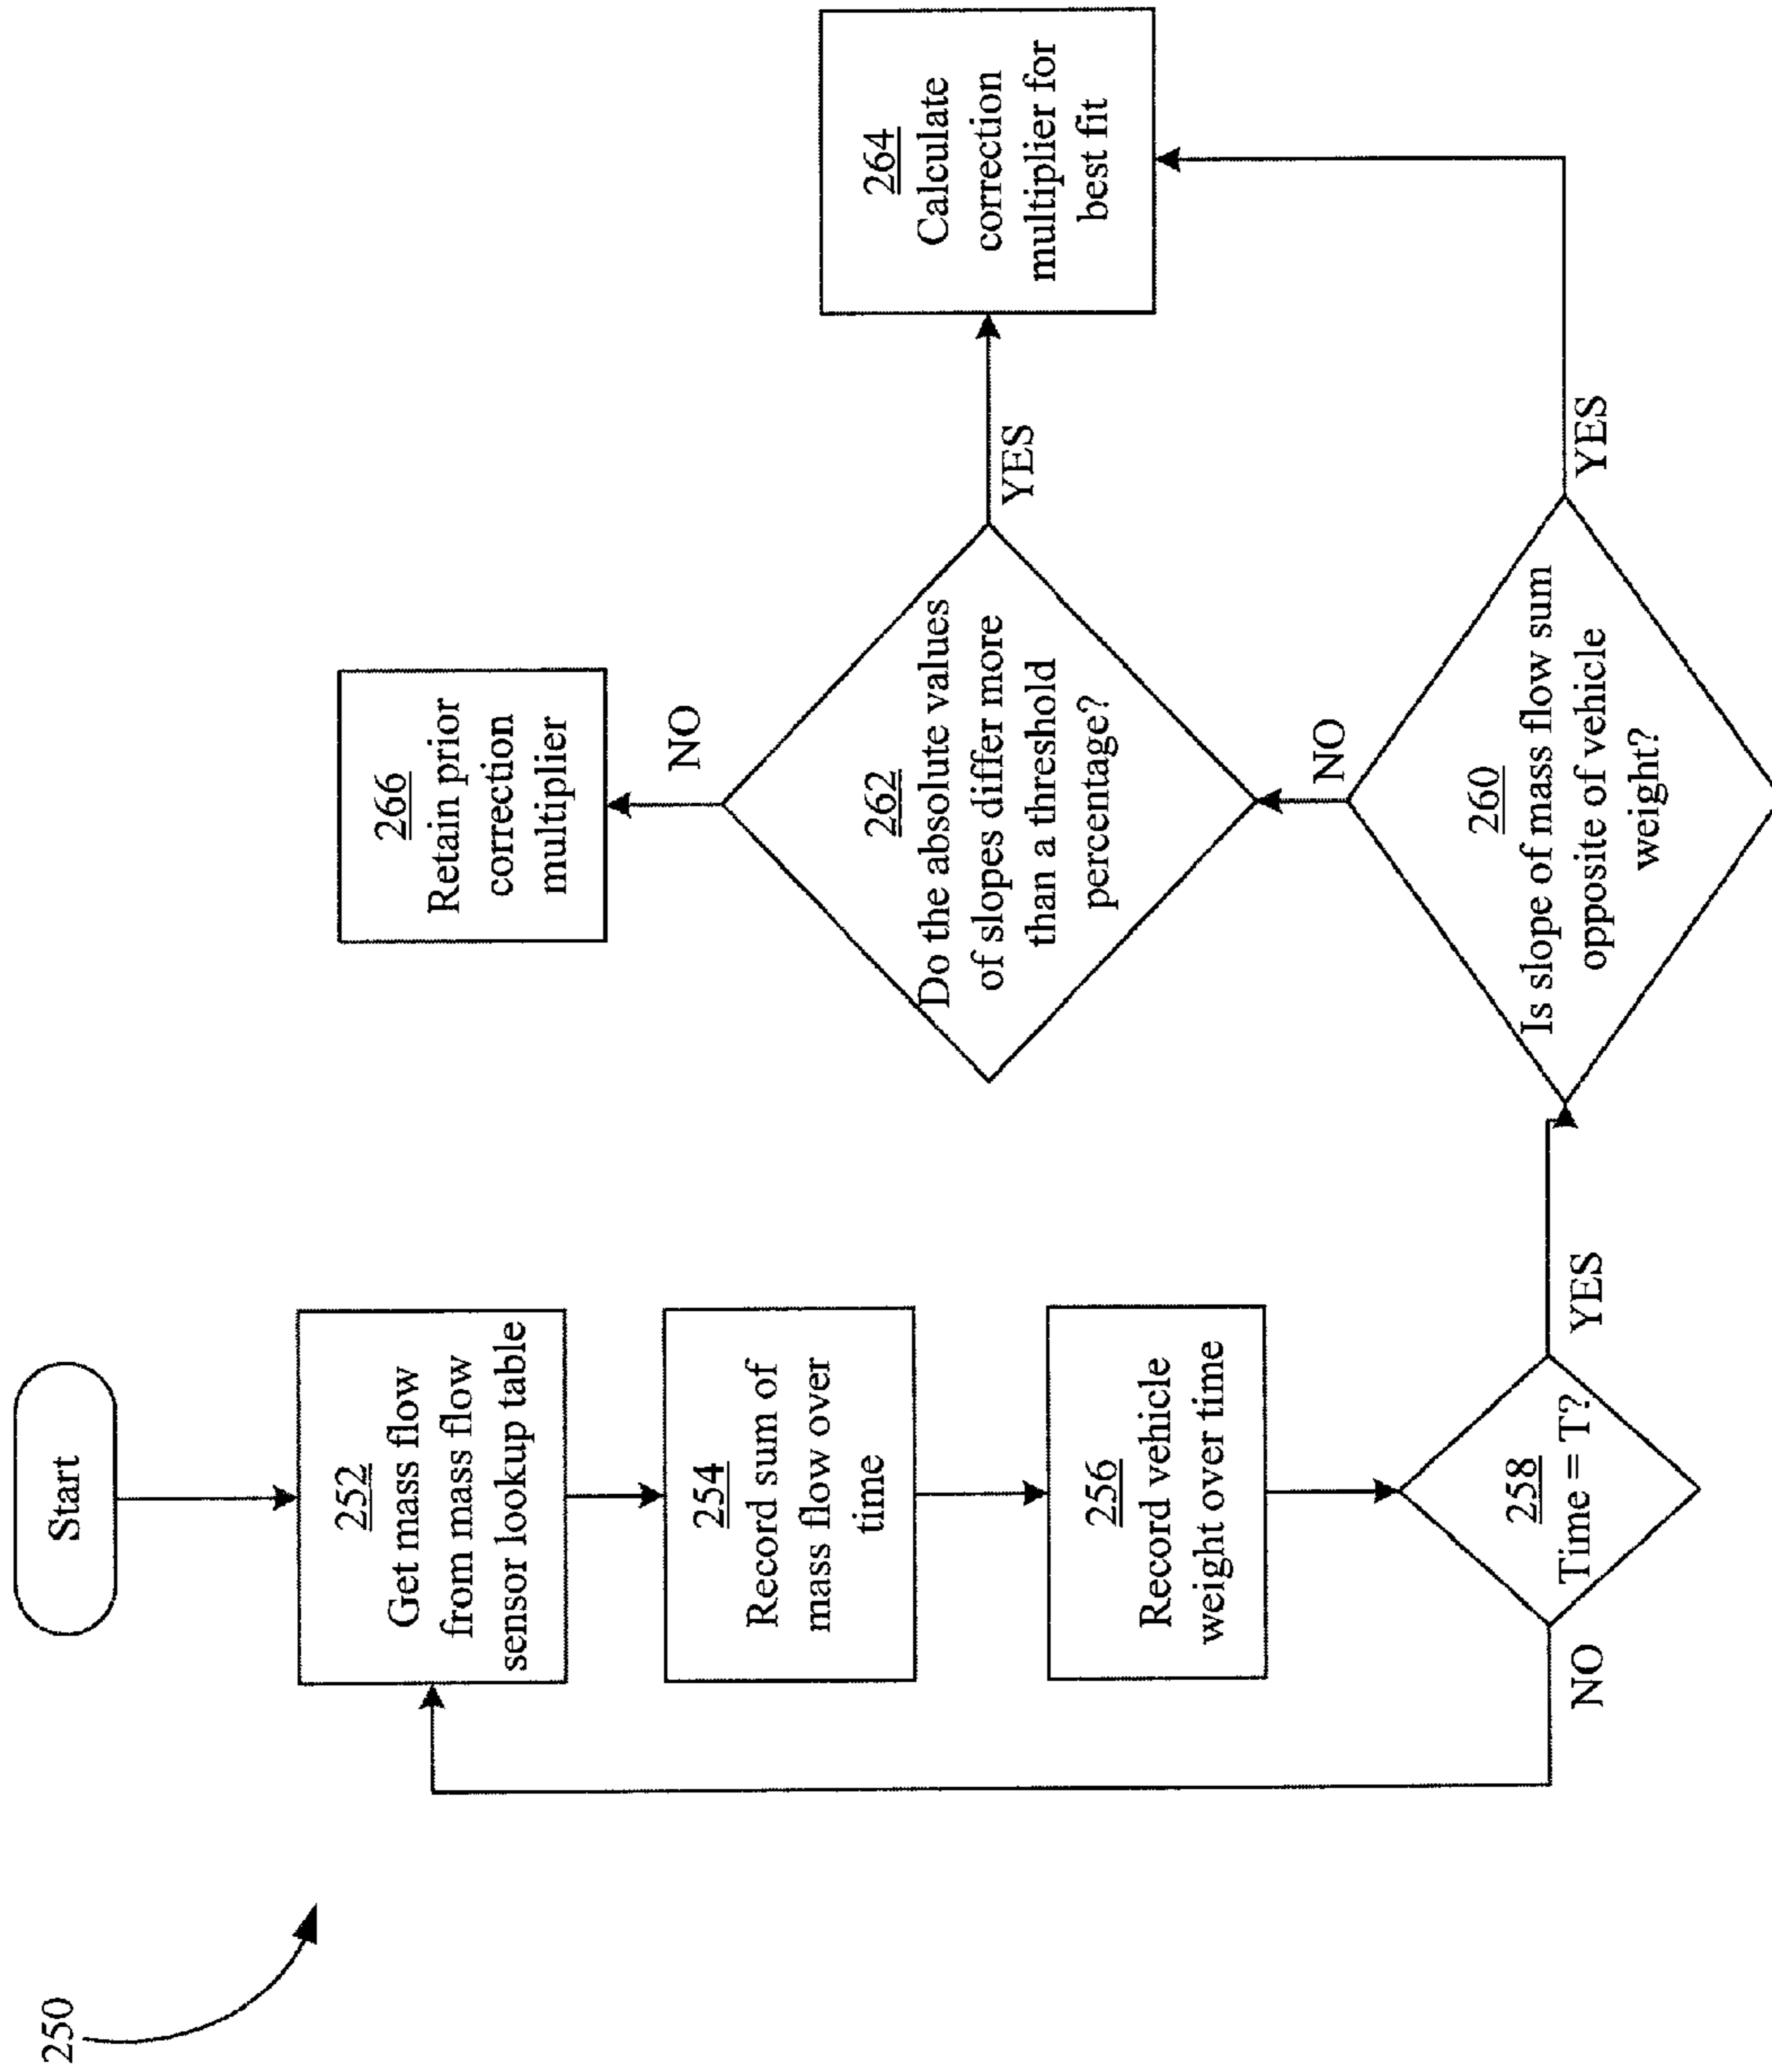 250
Start
252
Get mass flow
from mass flow
sensor lookup table
254
Record sum of
mass flow over
time
256
Record vehicle
weight over time
258
Time = T?
NO
YES
260
Is slope of mass flow sum
opposite of vehicle
weight?
NO
YES
262
Do the absolute values
of slopes differ more
than a threshold
percentage?
NO
YES
266
Retain prior
correction
multiplier
264
Calculate
correction
multiplier for
best fit